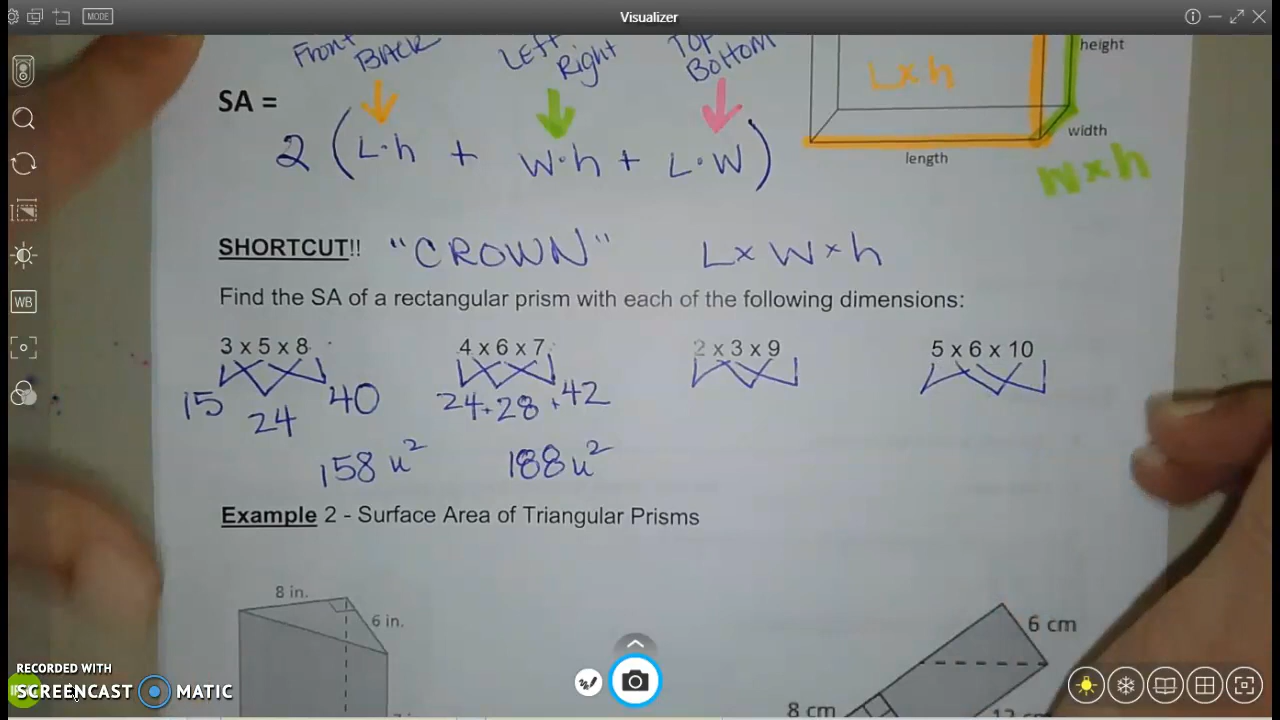 Visualizer
MODE
Front BACK
Left Right
Top Bottom
L x h
height
SA =
2 ( L·h + W·h + L·W )
width
length
W x h
SHORTCUT!! "CROWN" L x W x h
Find the SA of a rectangular prism with each of the following dimensions:
3 x 5 x 8 4 x 6 x 7 2 x 3 x 9 5 x 6 x 10
15 24 40 24 + 28 + 42
158 u² 188 u²
Example 2 - Surface Area of Triangular Prisms
8 in.
6 in.
6 cm
8 cm
WB
RECORDED WITH
SCREENCAST MATIC